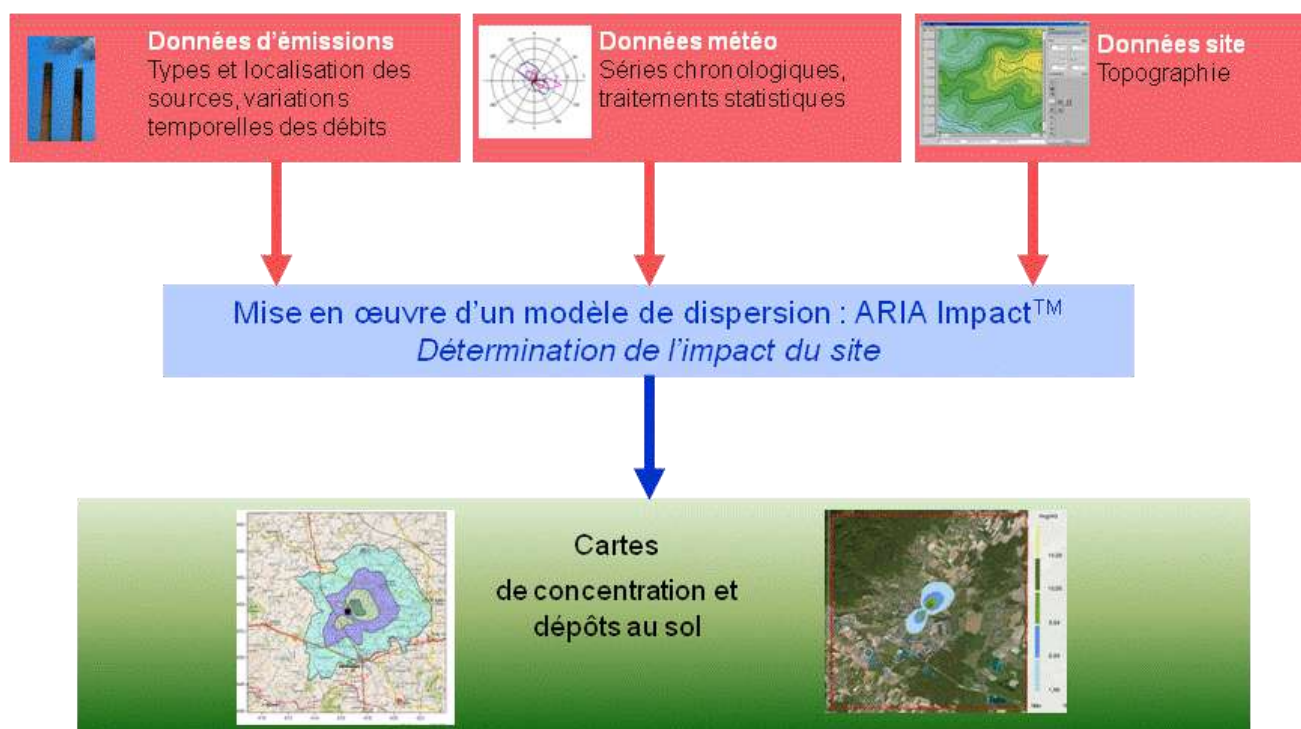 Données d'émissions
Types et localisation des
sources, variations
temporelles des débits
Données météo
Séries chronologiques,
traitements statistiques
Données site
Topographie
Mise en œuvre d'un modèle de dispersion : ARIA Impact™
Détermination de l'impact du site
Cartes
de concentration et
dépôts au sol